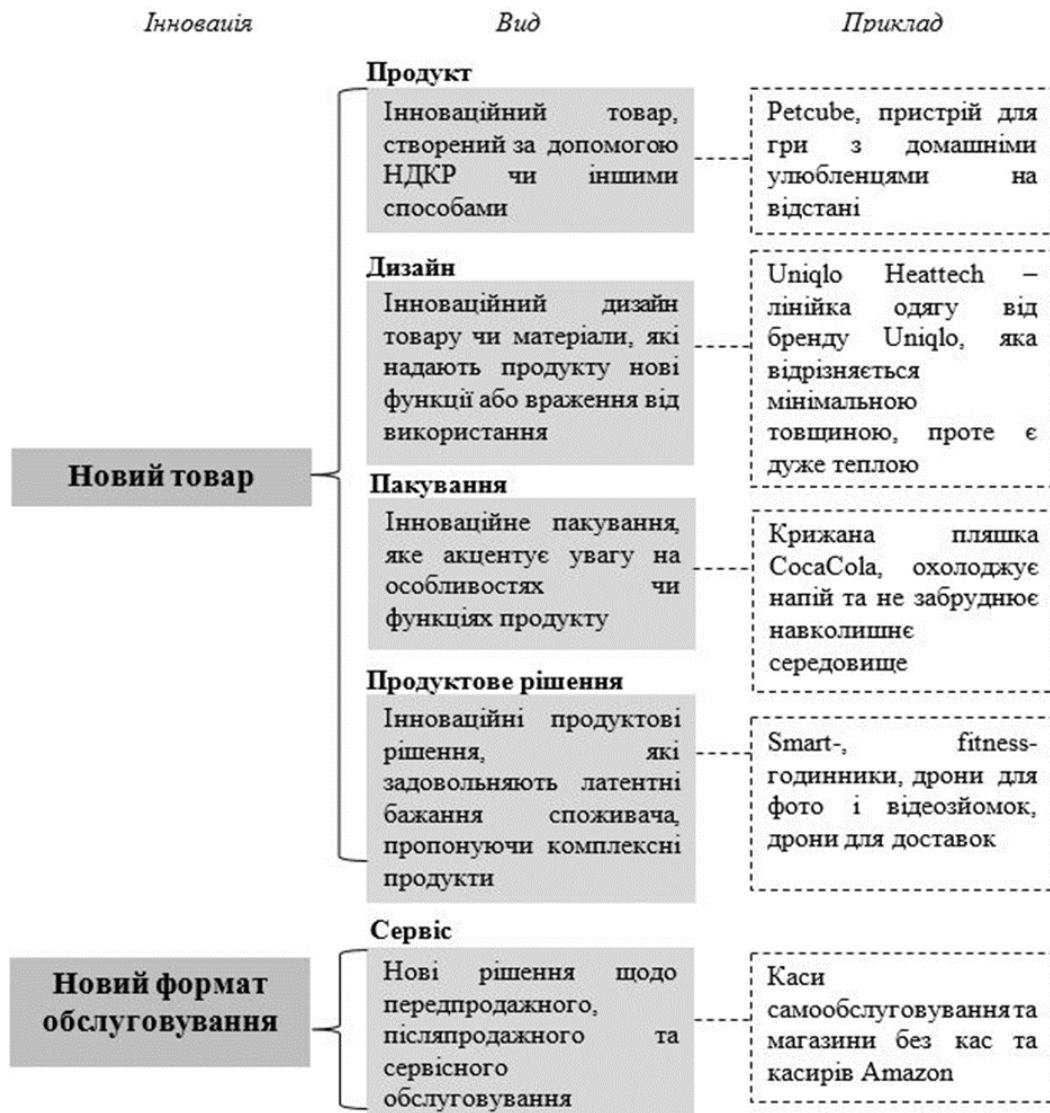 Інновація Вид Приклад
Продукт
Інноваційний товар,
створений за допомогою
НДКР чи іншими
способами
Petcube, пристрій для
гри з домашніми
улюбленцями на
відстані
Дизайн
Інноваційний дизайн
товару чи матеріали, які
надають продукту нові
функції або враження від
використання
Uniqlo Heattech –
лінійка одягу від
бренду Uniqlo, яка
відрізняється
мінімальною
товщиною, проте є
дуже теплою
Новий товар
Пакування
Інноваційне пакування,
яке акцентує увагу на
особливостях чи
функціях продукту
Крижана пляшка
CocaCola, охолоджує
напій та не забруднює
навколишнє
середовище
Продуктове рішення
Інноваційні продуктові
рішення, які
задовольняють латентні
бажання споживача,
пропонуючи комплексні
продукти
Smart-, fitness-
годинники, дрони для
фото і відеозйомок,
дрони для доставок
Новий формат
обслуговування
Сервіс
Нові рішення щодо
передпродажного,
післяпродажного та
сервісного
обслуговування
Каси
самообслуговування та
магазини без кас та
касирів Amazon